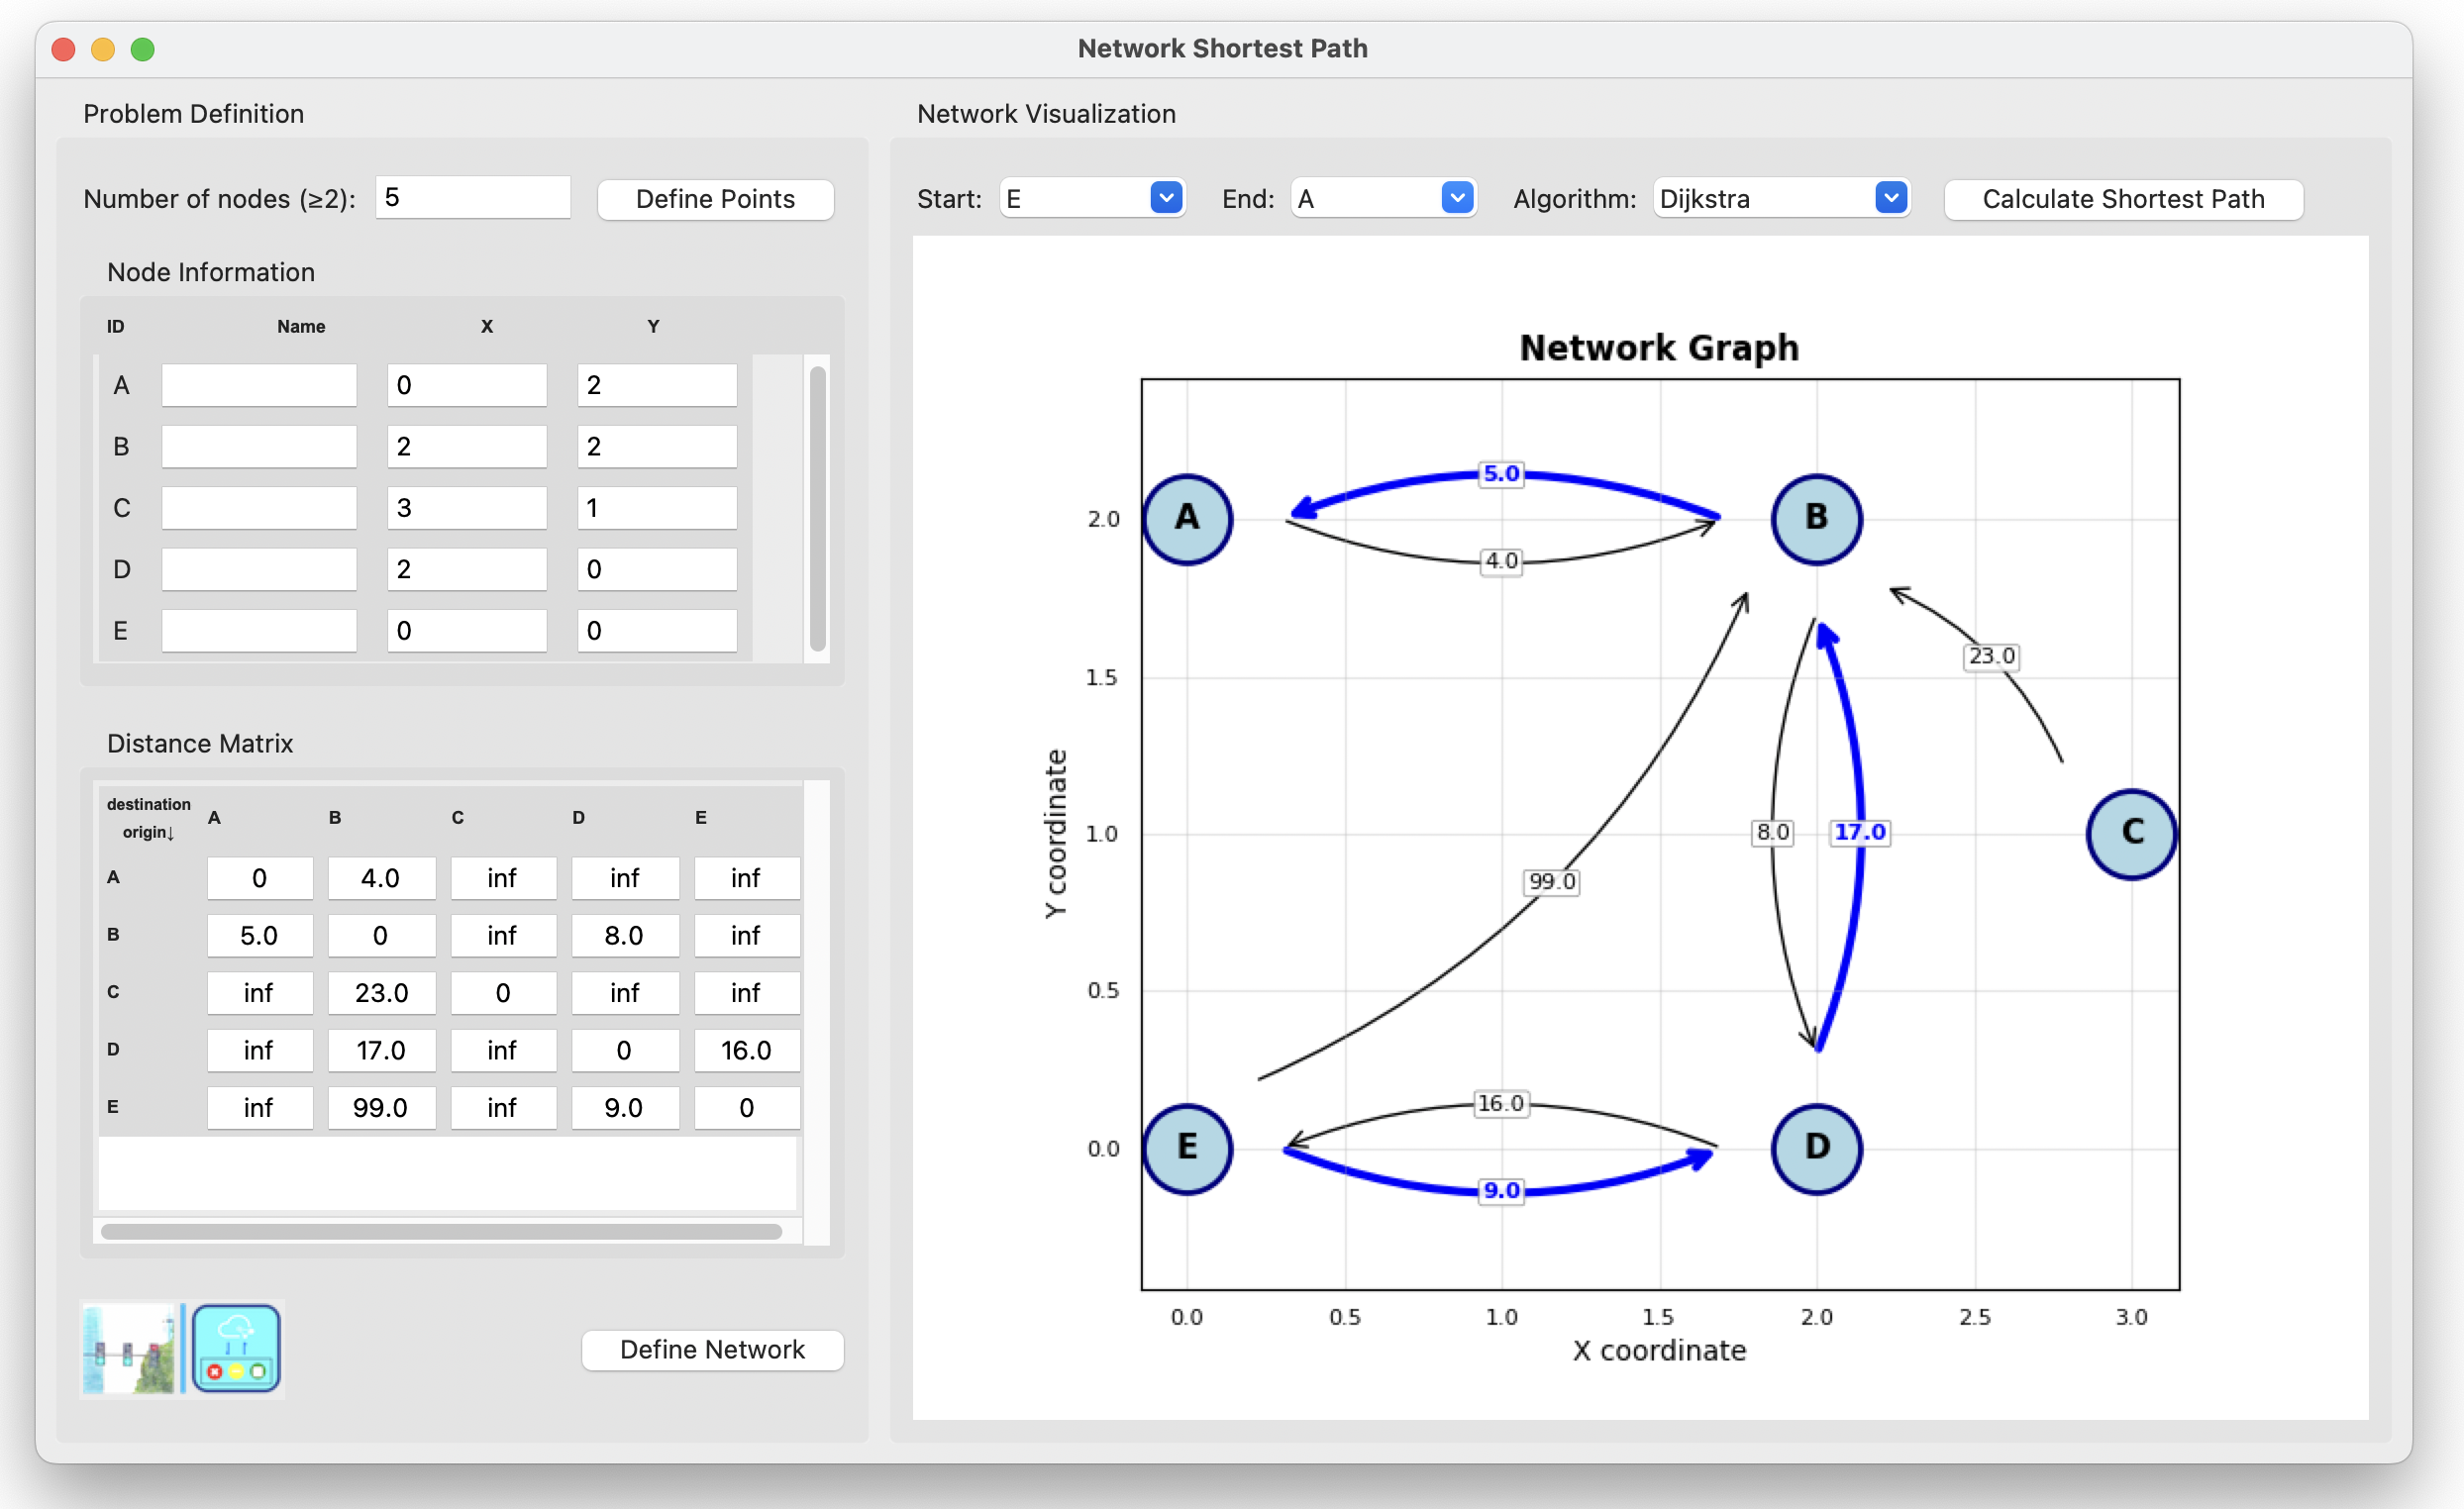 Network Shortest Path
Problem Definition
Number of nodes (≥2): 5 Define Points
Node Information
ID Name X Y
A 0 2
B 2 2
C 3 1
D 2 0
E 0 0
Distance Matrix
destination
origin↓ A B C D E
A 0 4.0 inf inf inf
B 5.0 0 inf 8.0 inf
C inf 23.0 0 inf inf
D inf 17.0 inf 0 16.0
E inf 99.0 inf 9.0 0
Define Network
Network Visualization
Start: E End: A Algorithm: Dijkstra Calculate Shortest Path
Network Graph
5.0
A B
4.0
23.0
8.0 17.0
C
99.0
16.0
E D
9.0
2.0
1.5
1.0
0.5
0.0
Y coordinate
0.0 0.5 1.0 1.5 2.0 2.5 3.0
X coordinate